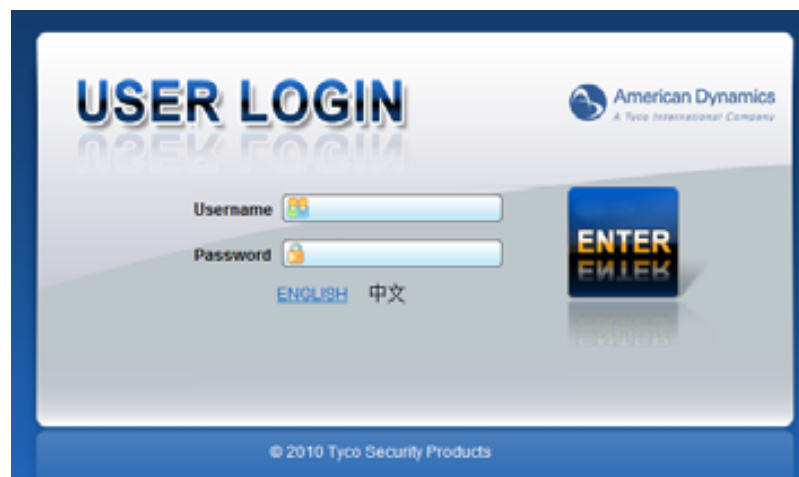 USER LOGIN
American Dynamics
A Tyco International Company
Username
Password
ENTER
ENGLISH 中文
© 2010 Tyco Security Products